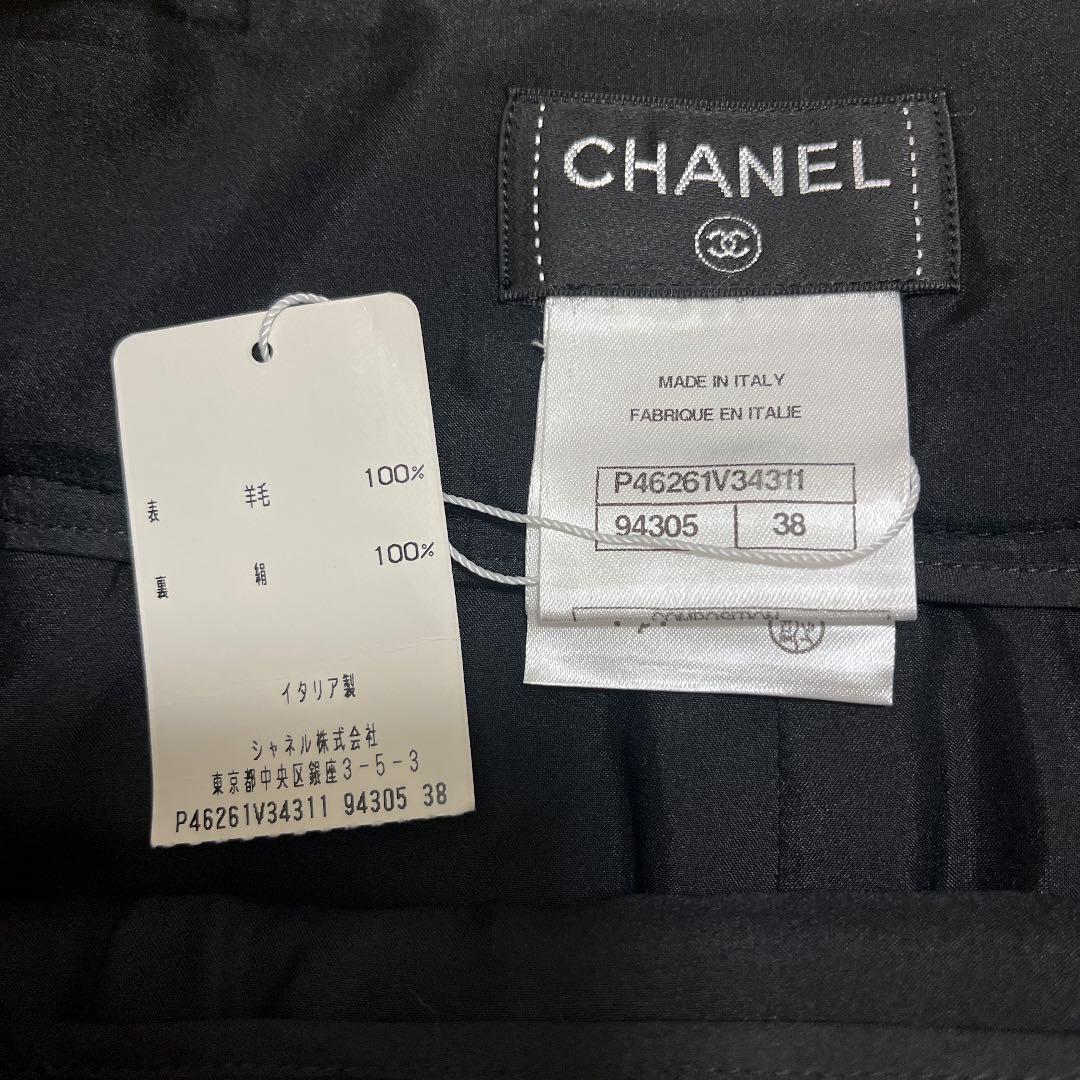 CHANEL
MADE IN ITALY
FABRIQUE EN ITALIE
P46261V34311
94305 38
表 羊毛 100%
裏 絹 100%
イタリア製
シャネル株式会社
東京都中央区銀座3-5-3
P46261V34311 94305 38